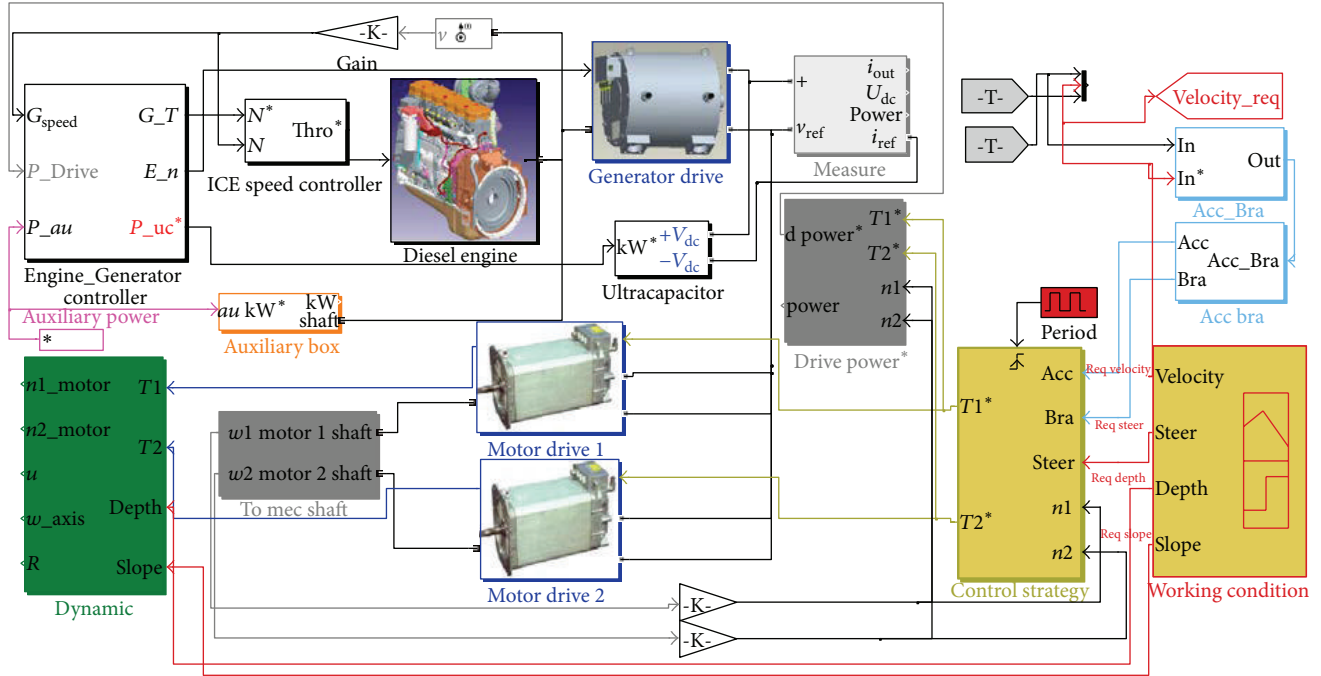 -K-
v
Gain
G_speed
P_Drive
P_au
G_T
E_n
P_uc*
Engine_Generator
controller
N*
N
Thro*
ICE speed controller
Diesel engine
Generator drive
+
v_ref
i_out
U_dc
Power
i_ref
Measure
kW*
+V_dc
−V_dc
Ultracapacitor
T1*
d power*
T2*
n1
power
n2
Drive power*
-T-
-T-
Velocity_req
In
In*
Out
Acc_Bra
Acc
Bra
Acc_Bra
Acc bra
Auxiliary power
*
au kW*
kW
shaft
Auxiliary box
Period
n1_motor
n2_motor
u
w_axis
R
T1
T2
Depth
Slope
Dynamic
w1 motor 1 shaft
w2 motor 2 shaft
To mec shaft
Motor drive 1
Motor drive 2
-K-
-K-
T1*
T2*
Acc
Bra
Steer
n1
n2
Control strategy
Req velocity
Req steer
Req depth
Req slope
Velocity
Steer
Depth
Slope
Working condition